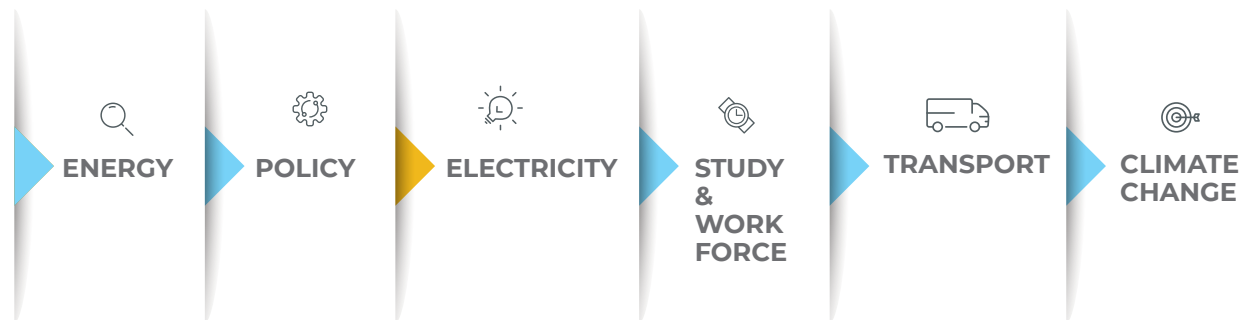 ENERGY
POLICY
ELECTRICITY
STUDY
&
WORK
FORCE
TRANSPORT
CLIMATE
CHANGE